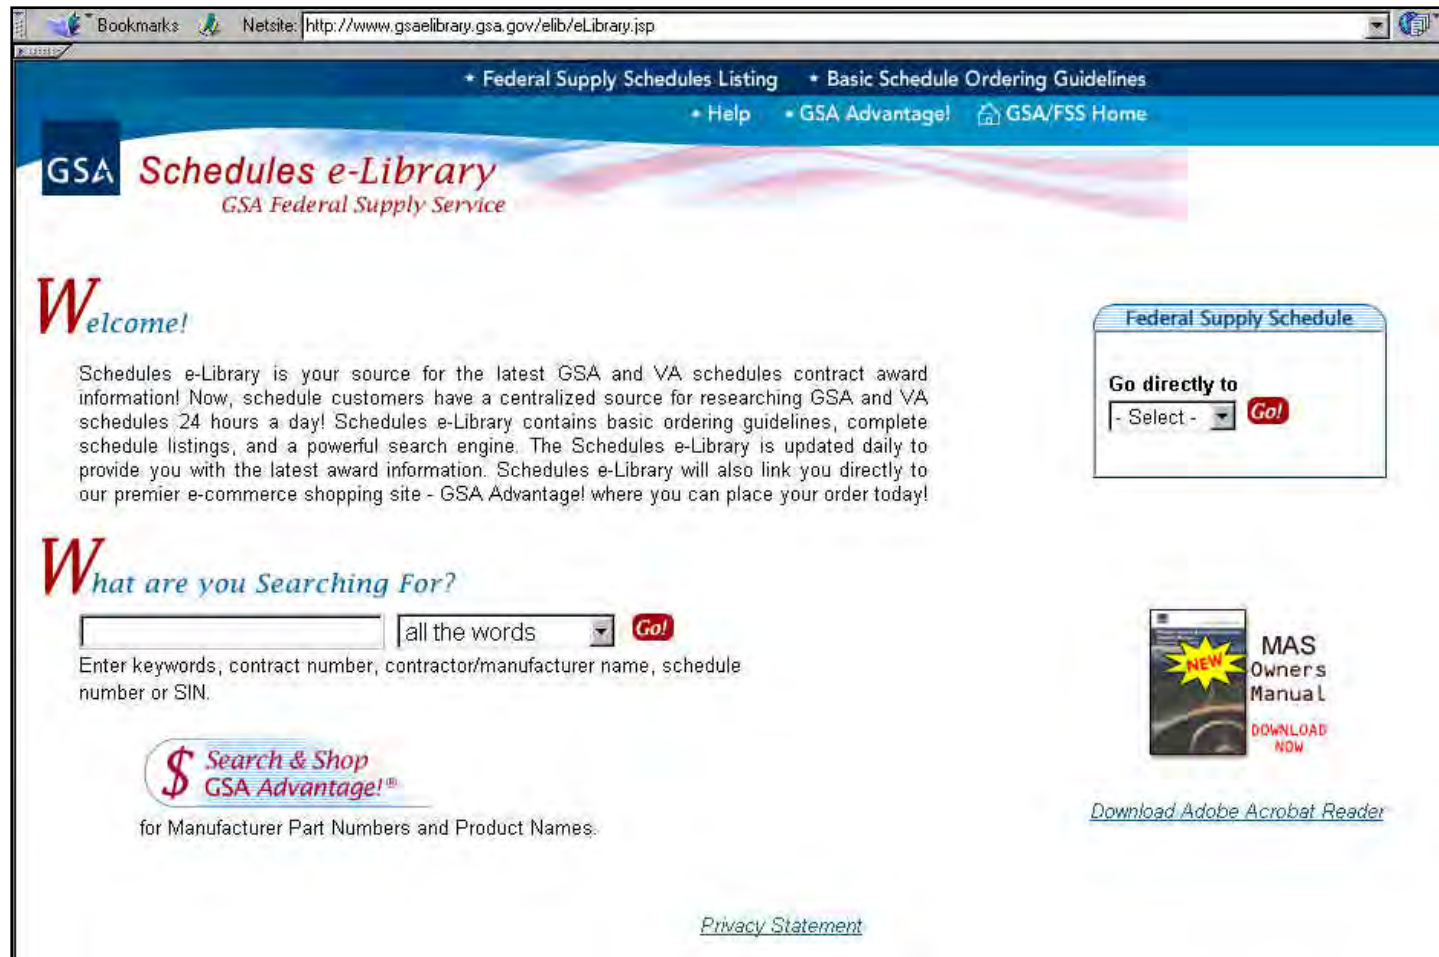 Bookmarks Netsite: http://www.gsaelibrary.gsa.gov/elib/eLibrary.jsp
• Federal Supply Schedules Listing • Basic Schedule Ordering Guidelines
• Help • GSA Advantage! GSA/FSS Home
GSA Schedules e-Library
GSA Federal Supply Service
Welcome!
Schedules e-Library is your source for the latest GSA and VA schedules contract award
information! Now, schedule customers have a centralized source for researching GSA and VA
schedules 24 hours a day! Schedules e-Library contains basic ordering guidelines, complete
schedule listings, and a powerful search engine. The Schedules e-Library is updated daily to
provide you with the latest award information. Schedules e-Library will also link you directly to
our premier e-commerce shopping site - GSA Advantage! where you can place your order today!
Federal Supply Schedule
Go directly to
- Select - Go!
What are you Searching For?
all the words Go!
Enter keywords, contract number, contractor/manufacturer name, schedule
number or SIN.
$ Search & Shop
GSA Advantage!®
for Manufacturer Part Numbers and Product Names.
NEW
MAS
Owners
Manual
DOWNLOAD
NOW
Download Adobe Acrobat Reader
Privacy Statement